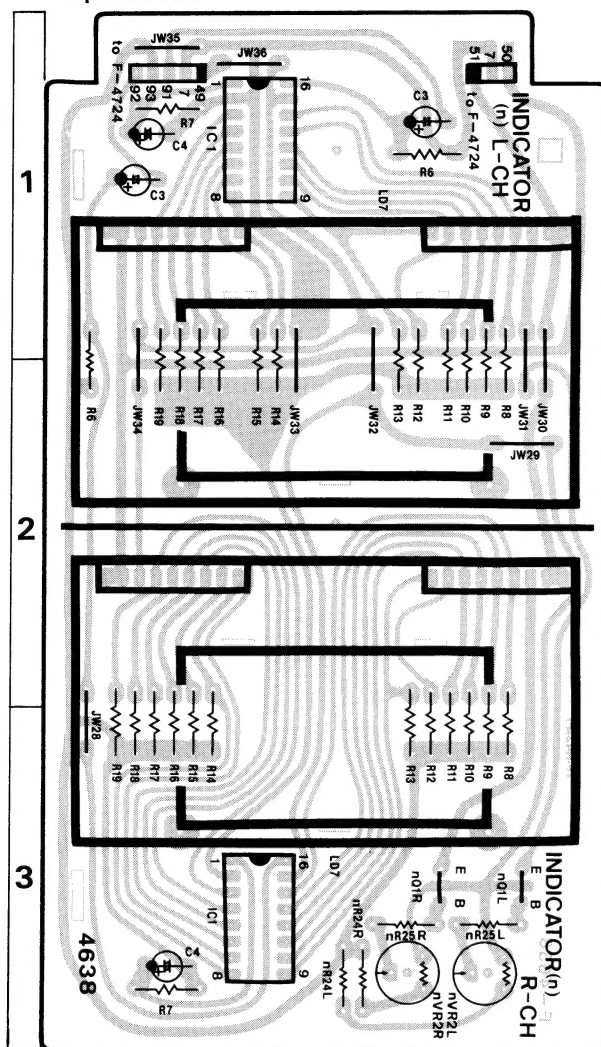 JW35
JW36
to F-4724
92 93 91 7 49
R7
C4
C3
1
16
IC1
8
9
C3
R6
LD7
51 7 50
to F-4724
INDICATOR
(n) L-CH
1
R6
JW34
R19
R18
R17
R16
R15
R14
JW33
JW32
R13
R12
R11
R10
R9
R8
JW31
JW30
JW29
2
JW28
R19
R18
R17
R16
R15
R14
R13
R12
R11
R10
R9
R8
3
1
16
IC1
8
9
LD7
4638
C4
R7
nR24R
nR24L
nQ1R
E
B
nQ1L
E
B
nR25R
nR25L
nVR2R
nVR2L
INDICATOR(n)
R-CH